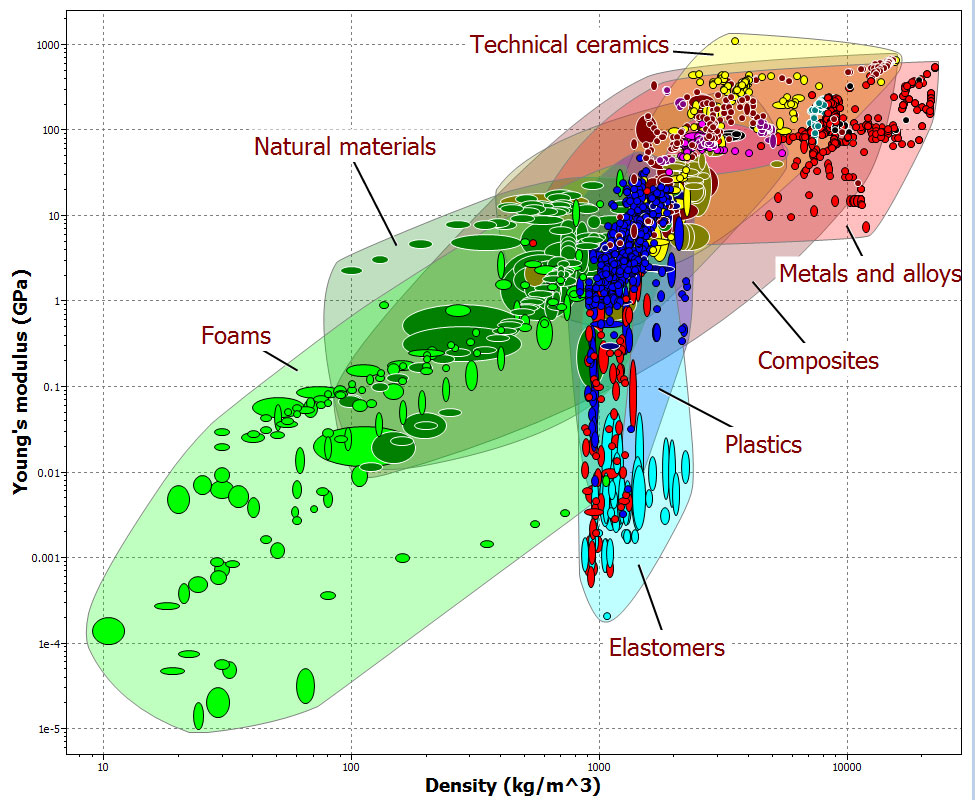 Technical ceramics
Natural materials
Metals and alloys
Foams
Composites
Plastics
Elastomers
Young's modulus (GPa)
1000
100
10
1
0.1
0.01
0.001
1e-4
1e-5
10
100
1000
10000
Density (kg/m^3)